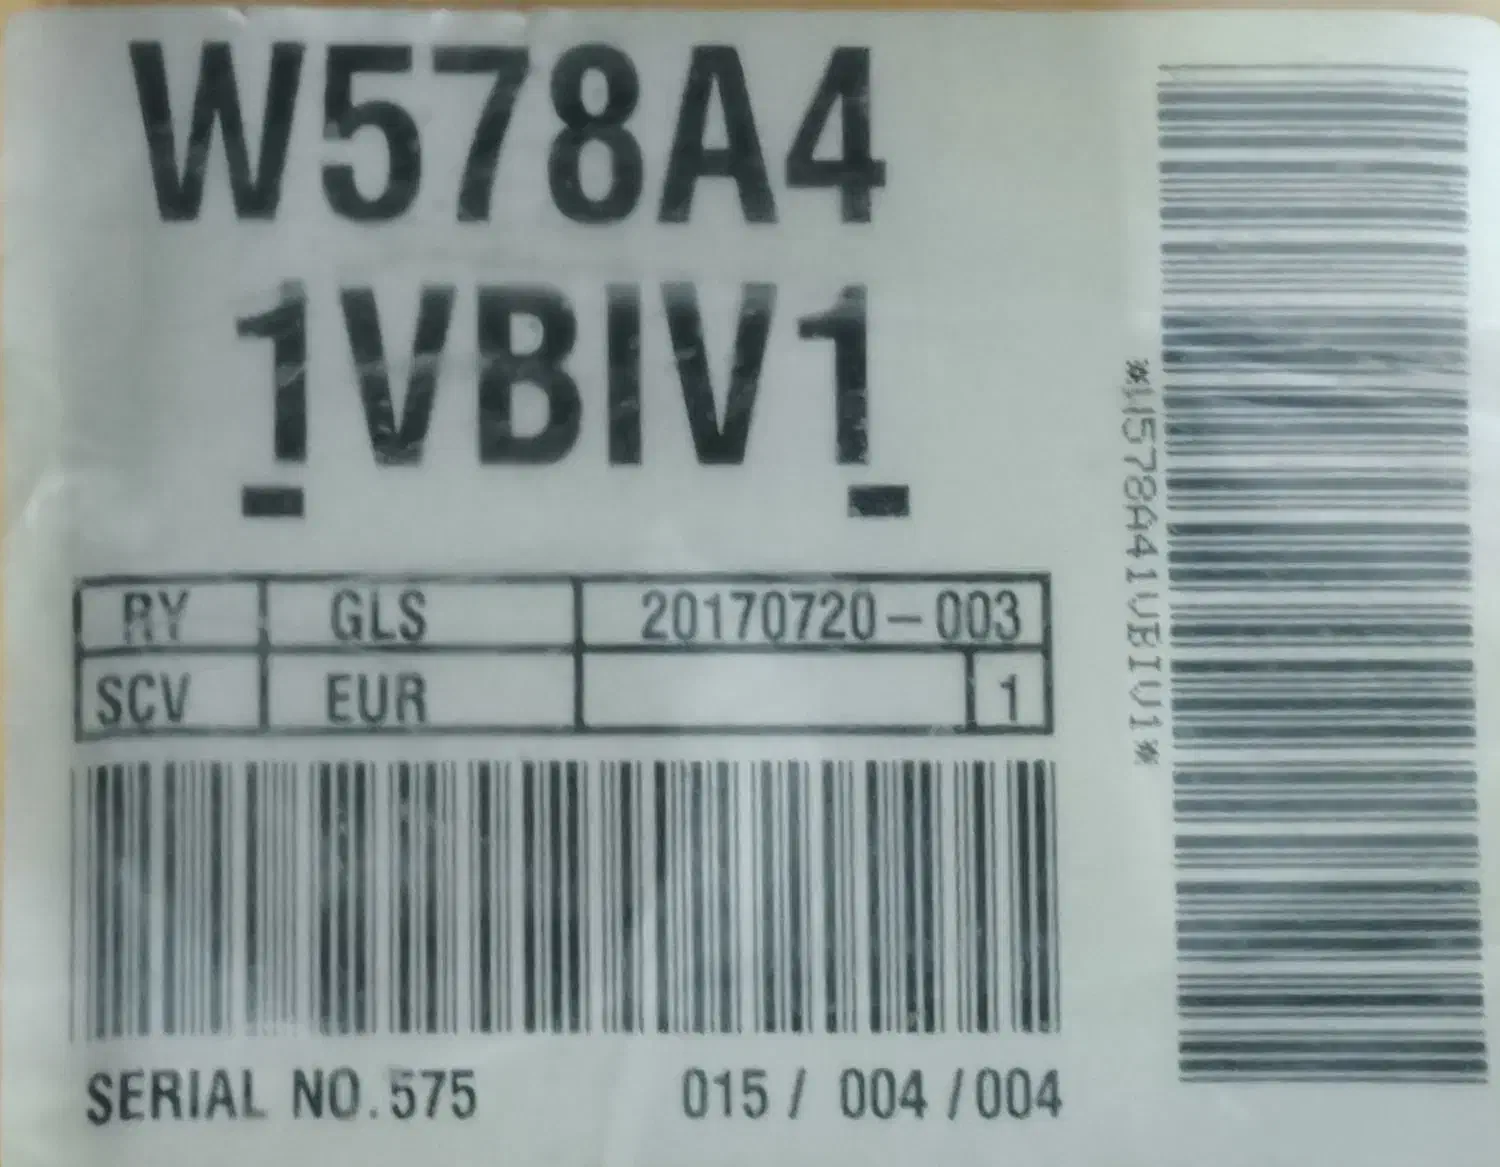 W578A4
1VBIV1
RY GLS 20170720-003
SCV EUR 1
SERIAL NO.575 015 / 004 /004
*W578A41VBIV1*